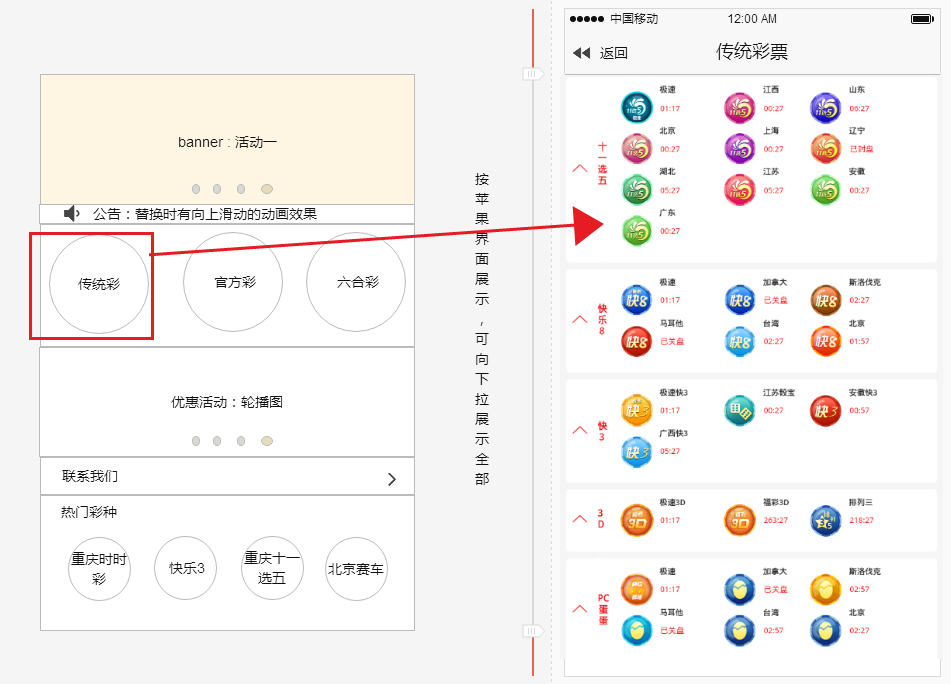 banner : 活动一
公告：替换时有向上滑动的动画效果
传统彩
官方彩
六合彩
优惠活动：轮播图
联系我们
热门彩种
重庆时时
彩
快乐3
重庆十一
选五
北京赛车
按苹果界面展示，可向下拉展示全部
中国移动
12:00 AM
返回
传统彩票
十一选五
极速
01:17
江西
00:27
山东
06:27
北京
00:27
上海
00:27
辽宁
已封盘
湖北
05:27
江苏
05:27
安徽
00:27
广东
00:27
快乐8
极速
01:17
加拿大
已关盘
斯洛伐克
02:27
马耳他
已关盘
台湾
02:27
北京
01:57
快3
极速快3
01:17
江苏骰宝
00:27
安徽快3
00:57
广西快3
05:27
3D
极速3D
01:17
福彩3D
263:27
排列三
218:27
PC蛋蛋
极速
01:17
加拿大
已关盘
斯洛伐克
02:57
马耳他
已关盘
台湾
02:57
北京
02:27